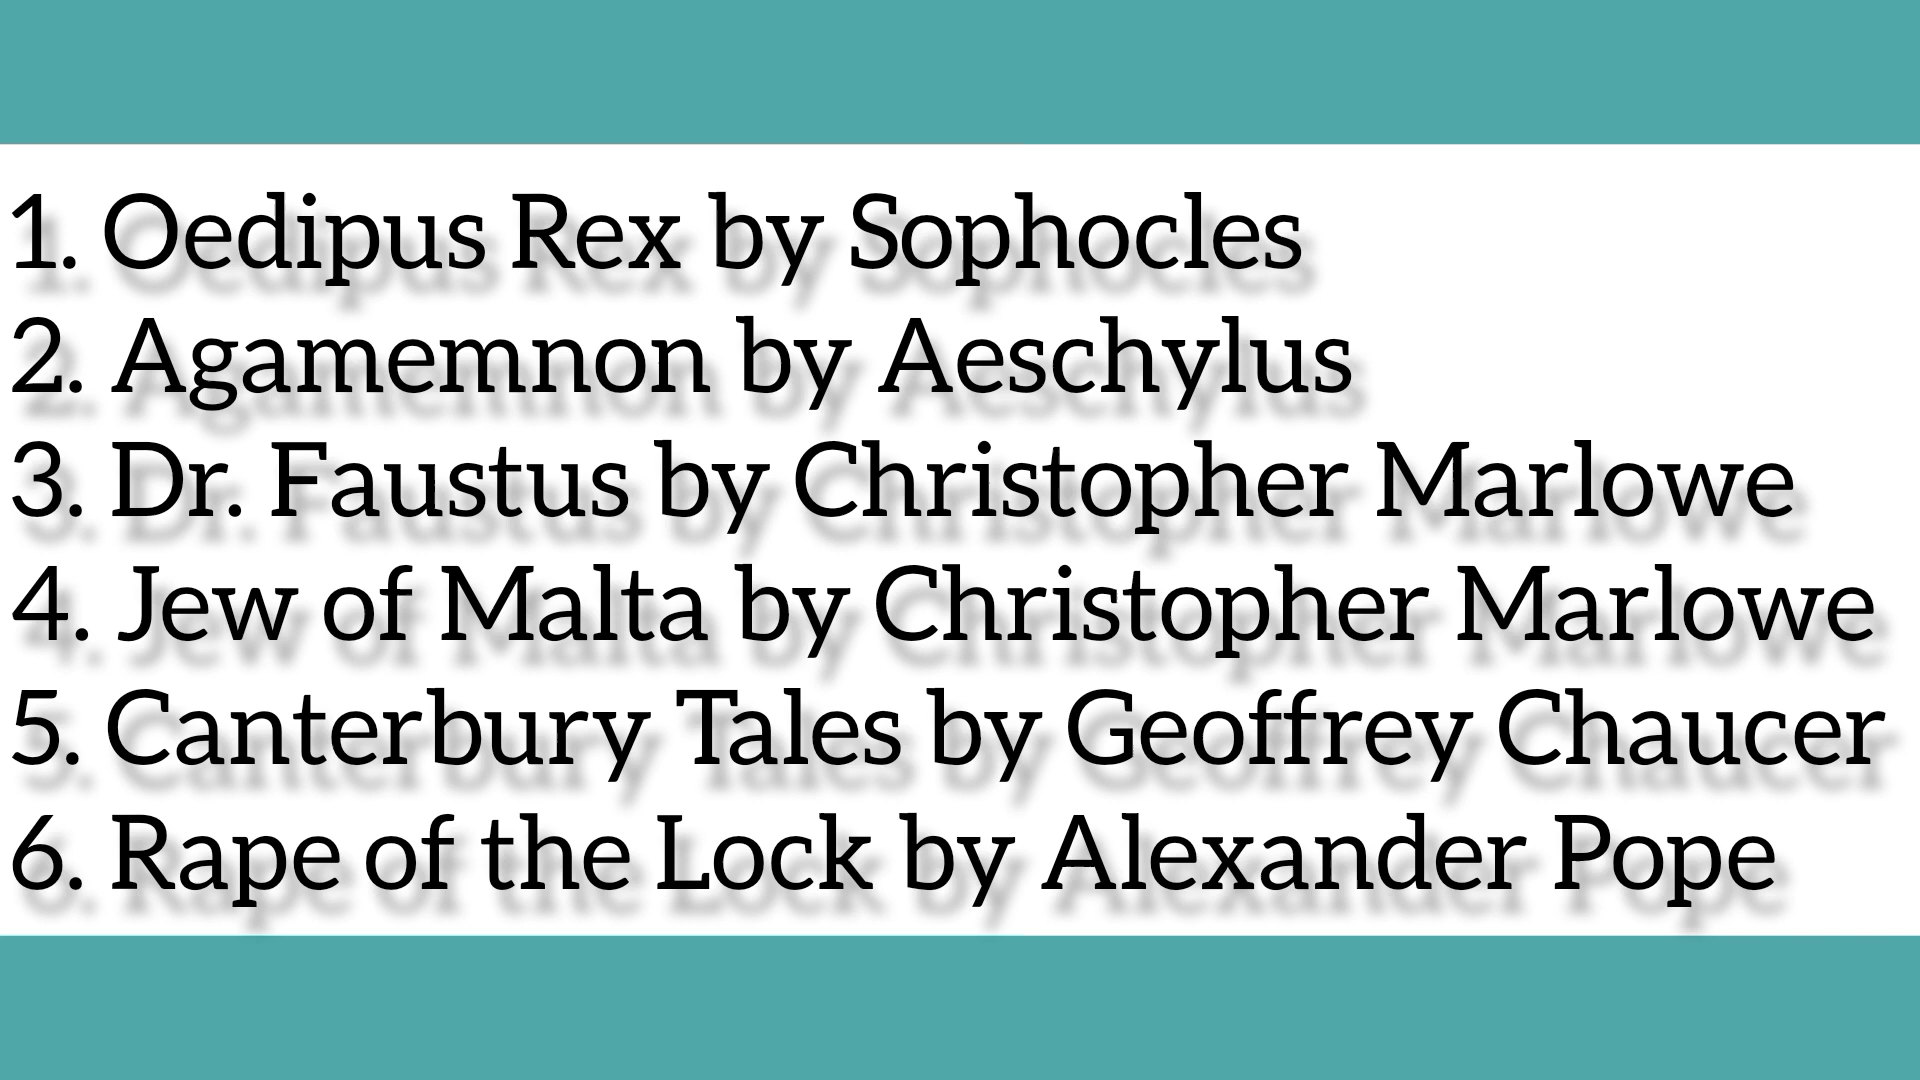 1. Oedipus Rex by Sophocles
2. Agamemnon by Aeschylus
3. Dr. Faustus by Christopher Marlowe
4. Jew of Malta by Christopher Marlowe
5. Canterbury Tales by Geoffrey Chaucer
6. Rape of the Lock by Alexander Pope